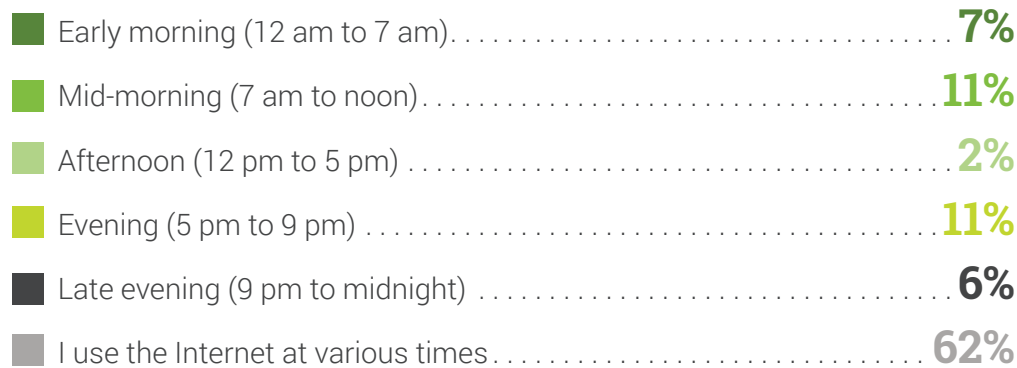 Early morning (12 am to 7 am) 7%
Mid-morning (7 am to noon) 11%
Afternoon (12 pm to 5 pm) 2%
Evening (5 pm to 9 pm) 11%
Late evening (9 pm to midnight) 6%
I use the Internet at various times 62%